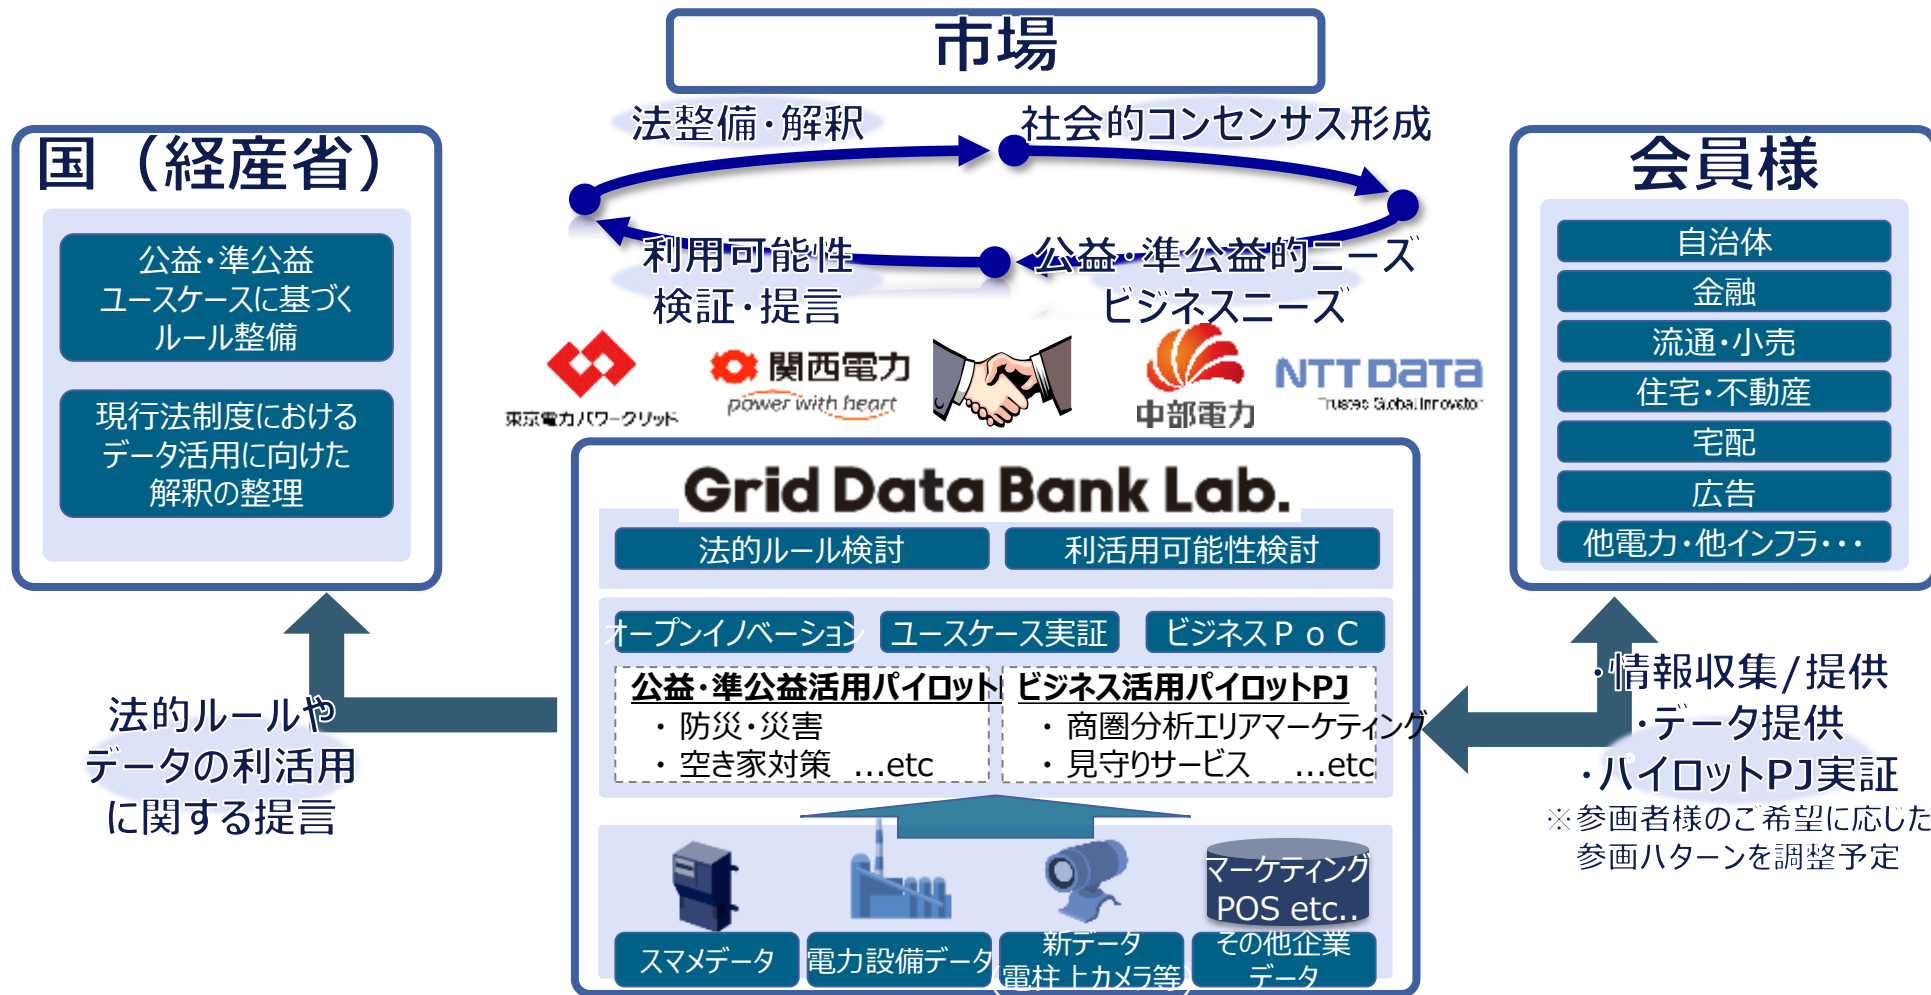 市場
法整備・解釈
社会的コンセンサス形成
利用可能性
検証・提言
公益・準公益的ニーズ
ビジネスニーズ
国（経産省）
公益・準公益
ユースケースに基づく
ルール整備
現行法制度における
データ活用に向けた
解釈の整理
法的ルールや
データの利活用
に関する提言
東京電力パワーグリッド
関西電力
power with heart
中部電力
NTT DATA
Trusted Global Innovator
Grid Data Bank Lab.
法的ルール検討
利活用可能性検討
オープンイノベーション
ユースケース実証
ビジネスＰｏＣ
公益・準公益活用パイロット
・防災・災害
・空き家対策 …etc
ビジネス活用パイロットPJ
・商圏分析エリアマーケティング
・見守りサービス …etc
マーケティング
POS etc..
スマメデータ
電力設備データ
新データ
(電柱上カメラ等)
その他企業
データ
会員様
自治体
金融
流通・小売
住宅・不動産
宅配
広告
他電力・他インフラ・・・
・情報収集/提供
・データ提供
・パイロットPJ実証
※参画者様のご希望に応じた
参画パターンを調整予定